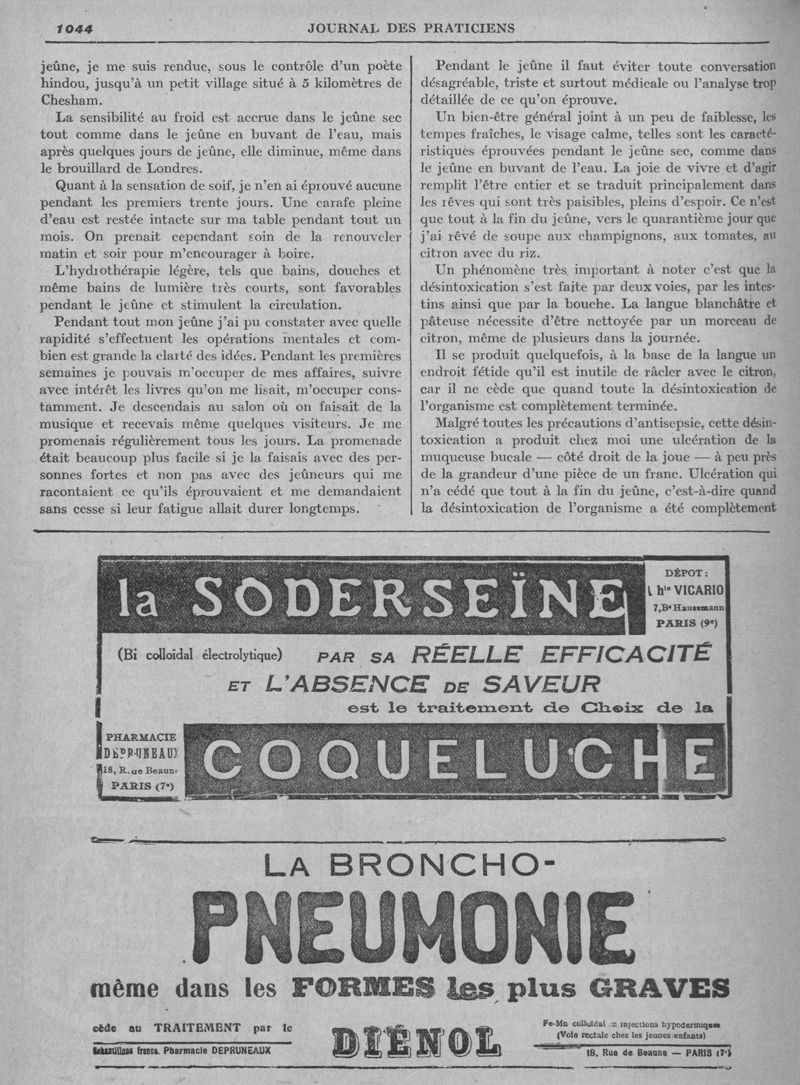 1044
JOURNAL DES PRATICIENS
jeûne, je me suis rendue, sous le contrôle d'un poète
hindou, jusqu'à un petit village situé à 5 kilomètres de
Chesham.
La sensibilité au froid est accrue dans le jeûne sec
tout comme dans le jeûne en buvant de l'eau, mais
après quelques jours de jeûne, elle diminue, même dans
le brouillard de Londres.
Quant à la sensation de soif, je n'en ai éprouvé aucune
pendant les premiers trente jours. Une carafe pleine
d'eau est restée intacte sur ma table pendant tout un
mois. On prenait cependant soin de la renouveler
matin et soir pour m'encourager à boire.
L'hydrothérapie légère, tels que bains, douches et
même bains de lumière très courts, sont favorables
pendant le jeûne et stimulent la circulation.
Pendant tout mon jeûne j'ai pu constater avec quelle
rapidité s'effectuent les opérations mentales et com-
bien est grande la clarté des idées. Pendant les premières
semaines je pouvais m'occuper de mes affaires, suivre
avec intérêt les livres qu'on me lisait, m'occuper cons-
tamment. Je descendais au salon où on faisait de la
musique et recevais même quelques visiteurs. Je me
promenais régulièrement tous les jours. La promenade
était beaucoup plus facile si je la faisais avec des per-
sonnes fortes et non pas avec des jeûneurs qui me
racontaient ce qu'ils éprouvaient et me demandaient
sans cesse si leur fatigue allait durer longtemps.
Pendant le jeûne il faut éviter toute conversation
désagréable, triste et surtout médicale ou l'analyse trop
détaillée de ce qu'on éprouve.
Un bien-être général joint à un peu de faiblesse, les
tempes fraîches, le visage calme, telles sont les caracté-
ristiques éprouvées pendant le jeûne sec, comme dans
le jeûne en buvant de l'eau. La joie de vivre et d'agir
remplit l'être entier et se traduit principalement dans
les rêves qui sont très paisibles, pleins d'espoir. Ce n'est
que tout à la fin du jeûne, vers le quarantième jour que
j'ai rêvé de soupe aux champignons, aux tomates, au
citron avec du riz.
Un phénomène très important à noter c'est que la
désintoxication s'est faite par deux voies, par les intes-
tins ainsi que par la bouche. La langue blanchâtre et
pâteuse nécessite d'être nettoyée par un morceau de
citron, même de plusieurs dans la journée.
Il se produit quelquefois, à la base de la langue un
endroit fétide qu'il est inutile de râcler avec le citron,
car il ne cède que quand toute la désintoxication de
l'organisme est complètement terminée.
Malgré toutes les précautions d'antisepsie, cette désin-
toxication a produit chez moi une ulcération de la
muqueuse bucale — côté droit de la joue — à peu près
de la grandeur d'une pièce de un franc. Ulcération qui
n'a cédé que tout à la fin du jeûne, c'est-à-dire quand
la désintoxication de l'organisme a été complètement
la SODERSEÏNE
DÉPOT:
VICARIO
7, Bd Haussmann
PARIS (9e)
(Bi colloïdal électrolytique) PAR SA RÉELLE EFFICACITÉ
ET L'ABSENCE DE SAVEUR
est le traitement de Choix de la
PHARMACIE
DEPRUNEAUX
18, R. de Beaune
PARIS (7e)
COQUELUCHE
LA BRONCHO-
PNEUMONIE
même dans les FORMES les plus GRAVES
cède au TRAITEMENT par le
Echantillons franco. Pharmacie DEPRUNEAUX
DIÉNOL
Fe-Mn colloïdal en injections hypodermiques
(Voie rectale chez les jeunes enfants)
18, Rue de Beaune — PARIS (7e)